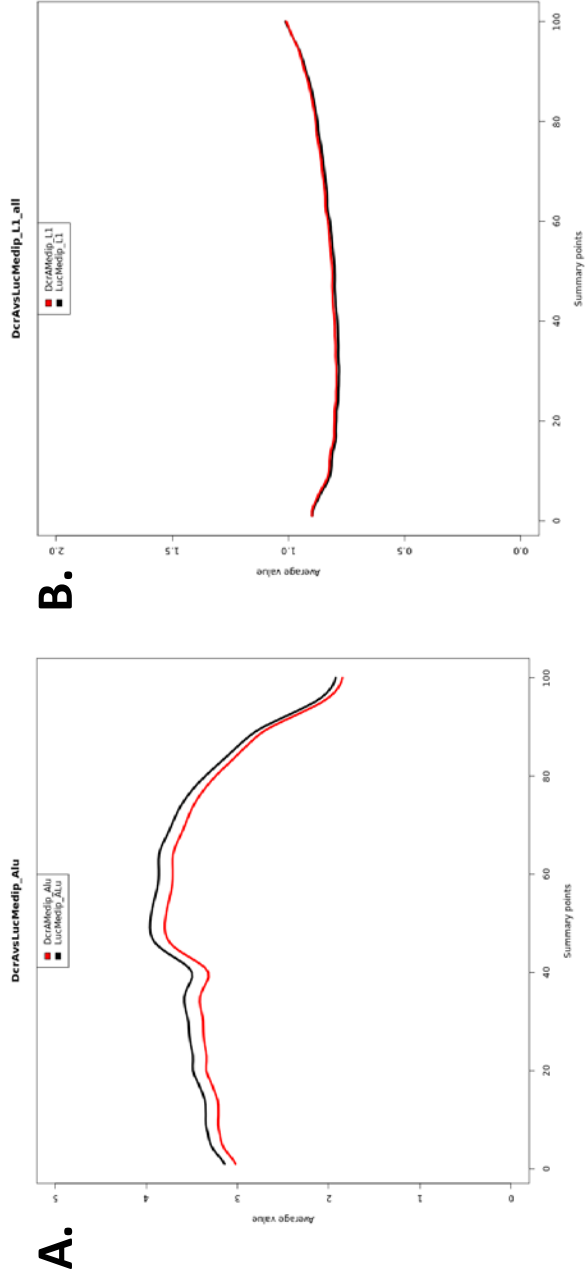 A.
DcrAvsLucMedip_Alu
DcrAMedip_Alu
LucMedip_ALu
Average value
5
4
3
2
1
0
0
20
40
60
80
100
Summary points
B.
DcrAvsLucMedip_L1_all
DcrAMedip_L1
LucMedip_L1
Average value
2.0
1.5
1.0
0.5
0.0
0
20
40
60
80
100
Summary points